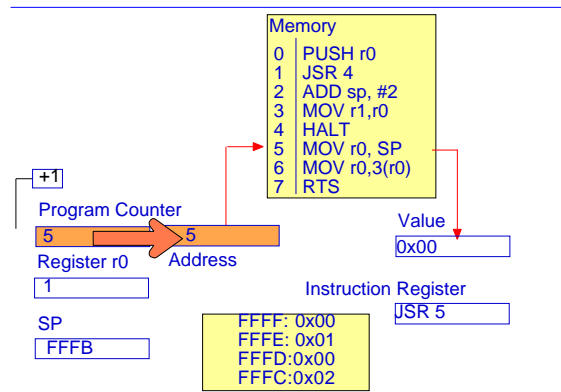 Memory
0 PUSH r0
1 JSR 4
2 ADD sp, #2
3 MOV r1,r0
4 HALT
5 MOV r0, SP
6 MOV r0,3(r0)
7 RTS
+1
Program Counter
5
5
Address
Value
0x00
Register r0
1
Instruction Register
JSR 5
SP
FFFB
FFFF: 0x00
FFFE: 0x01
FFFD:0x00
FFFC:0x02